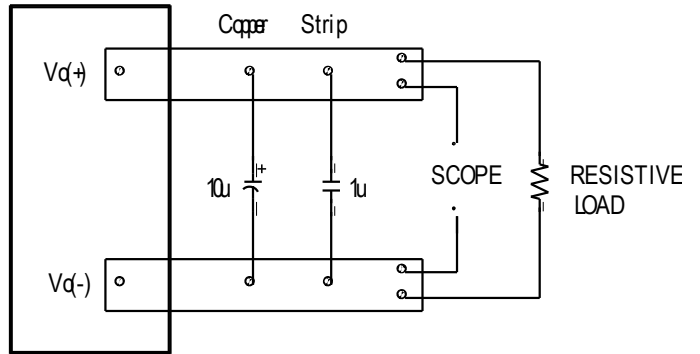 Copper Strip
Vo(+)
10u
+
1u
SCOPE
RESISTIVE
LOAD
Vo(-)